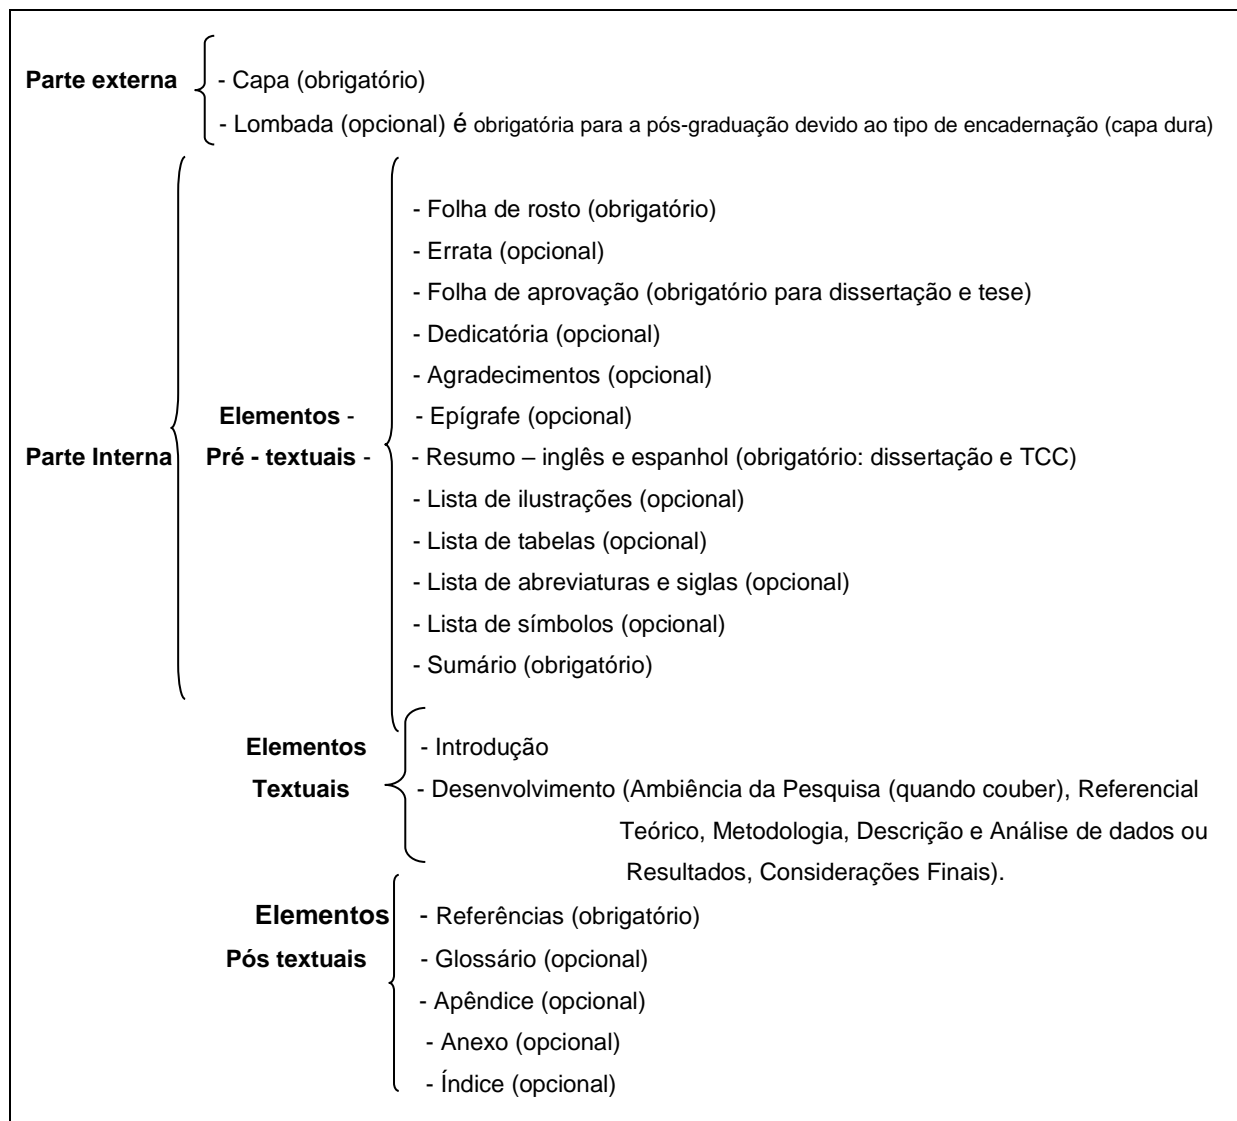 Parte externa
- Capa (obrigatório)
- Lombada (opcional) é obrigatória para a pós-graduação devido ao tipo de encadernação (capa dura)
Parte Interna
Elementos -
Pré - textuais -
- Folha de rosto (obrigatório)
- Errata (opcional)
- Folha de aprovação (obrigatório para dissertação e tese)
- Dedicatória (opcional)
- Agradecimentos (opcional)
- Epígrafe (opcional)
- Resumo – inglês e espanhol (obrigatório: dissertação e TCC)
- Lista de ilustrações (opcional)
- Lista de tabelas (opcional)
- Lista de abreviaturas e siglas (opcional)
- Lista de símbolos (opcional)
- Sumário (obrigatório)
Elementos
Textuais
- Introdução
- Desenvolvimento (Ambiência da Pesquisa (quando couber), Referencial
Teórico, Metodologia, Descrição e Análise de dados ou
Resultados, Considerações Finais).
Elementos
Pós textuais
- Referências (obrigatório)
- Glossário (opcional)
- Apêndice (opcional)
- Anexo (opcional)
- Índice (opcional)